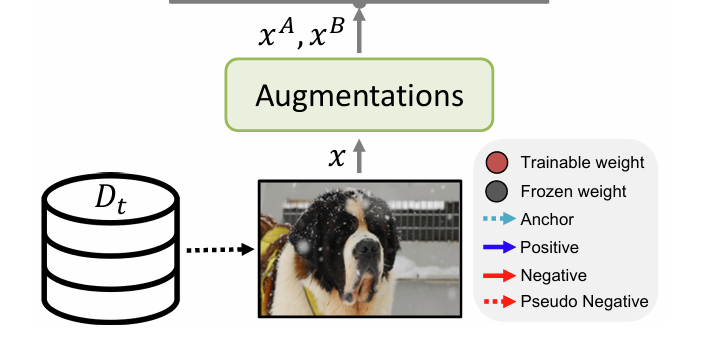 x^A, x^B
Augmentations
x
D_t
Trainable weight
Frozen weight
Anchor
Positive
Negative
Pseudo Negative